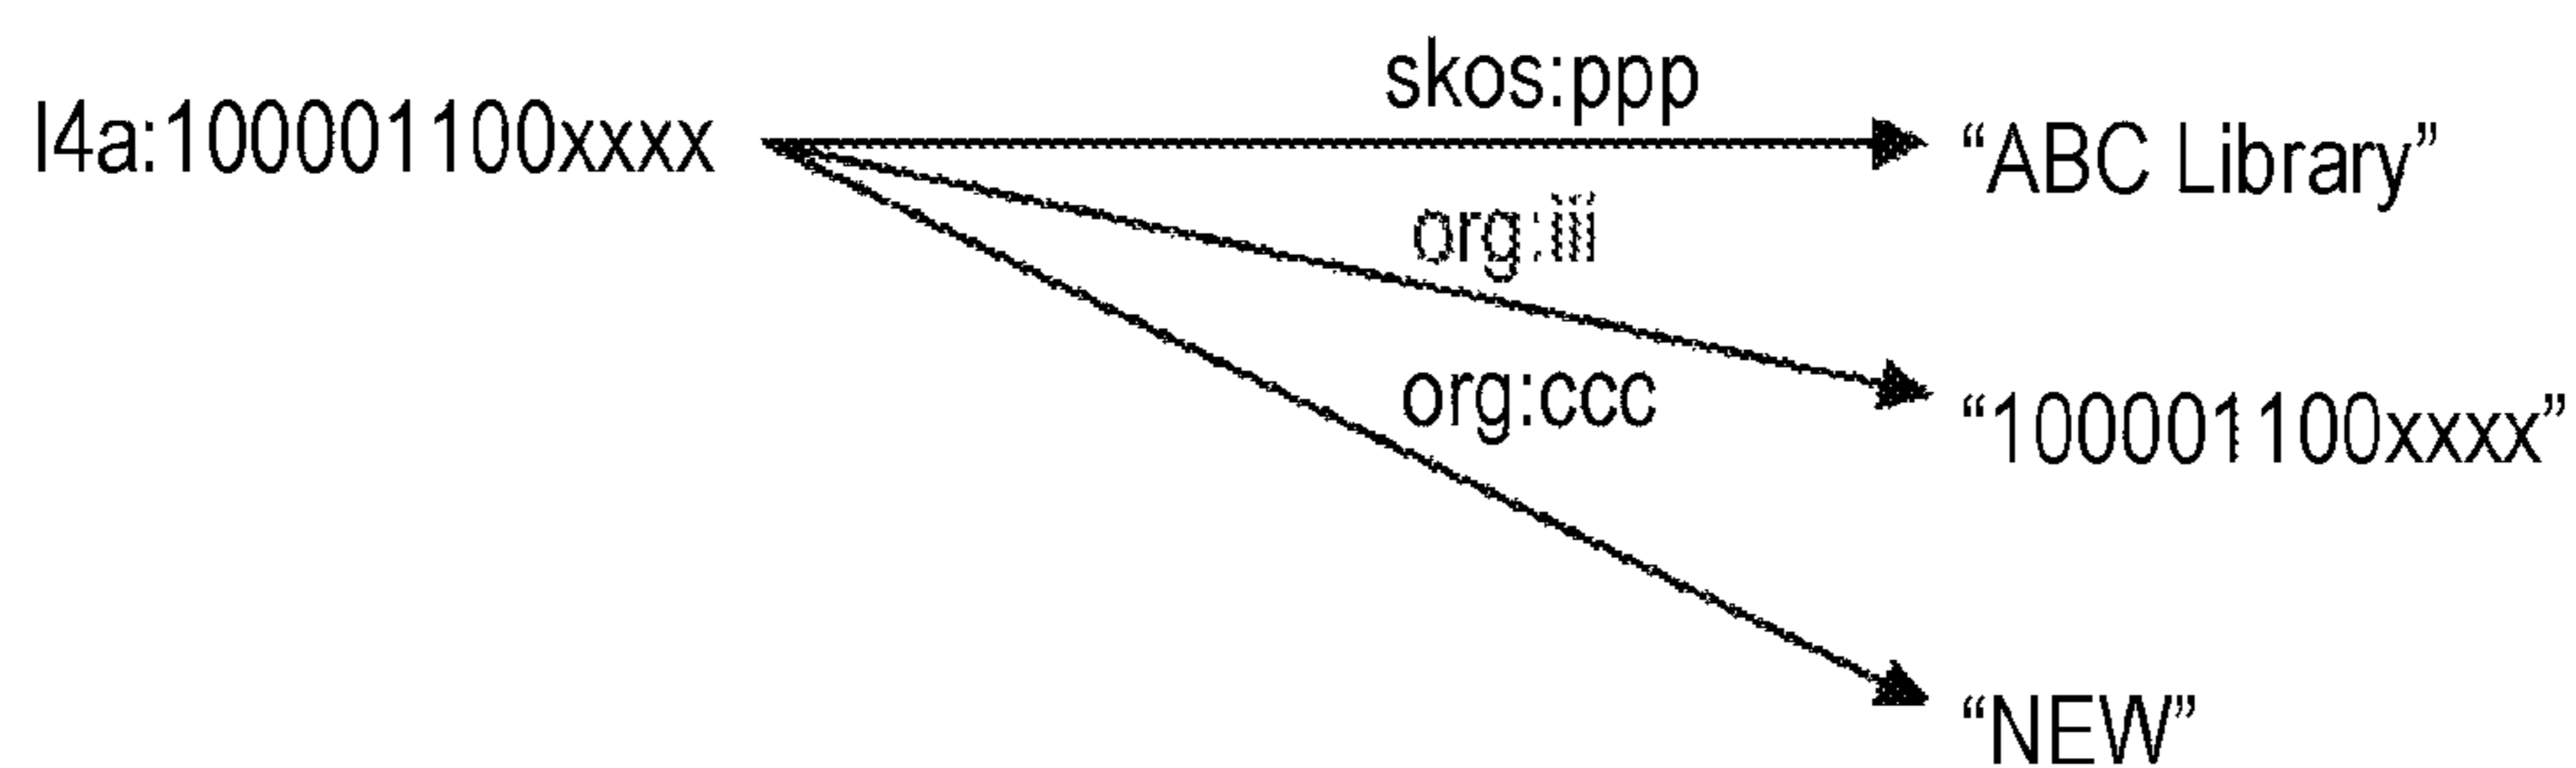 skos:ppp
l4a:100001100xxxx
“ABC Library”
org:iii
org:ccc
“100001100xxxx”
“NEW”